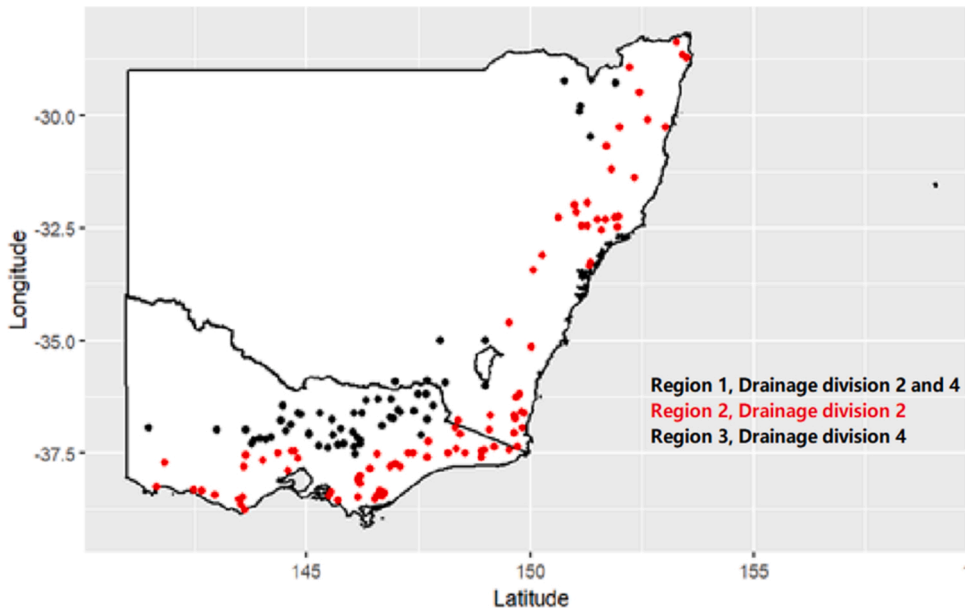 -30.0
-32.5
-35.0
-37.5
Longitude
Region 1, Drainage division 2 and 4
Region 2, Drainage division 2
Region 3, Drainage division 4
145
150
155
Latitude